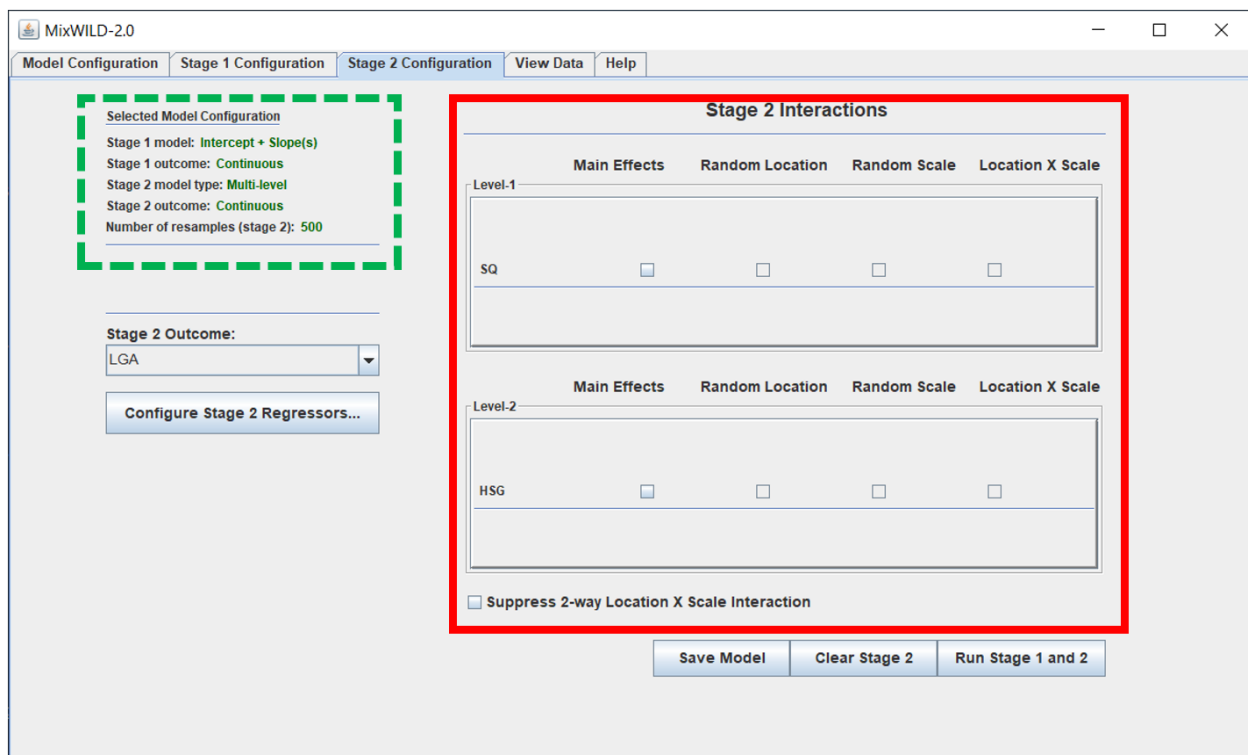 MixWILD-2.0
Model Configuration Stage 1 Configuration Stage 2 Configuration View Data Help
Selected Model Configuration
Stage 1 model: Intercept + Slope(s)
Stage 1 outcome: Continuous
Stage 2 model type: Multi-level
Stage 2 outcome: Continuous
Number of resamples (stage 2): 500
Stage 2 Outcome:
LGA
Configure Stage 2 Regressors...
Stage 2 Interactions
Main Effects Random Location Random Scale Location X Scale
Level-1
SQ
Main Effects Random Location Random Scale Location X Scale
Level-2
HSG
Suppress 2-way Location X Scale Interaction
Save Model Clear Stage 2 Run Stage 1 and 2